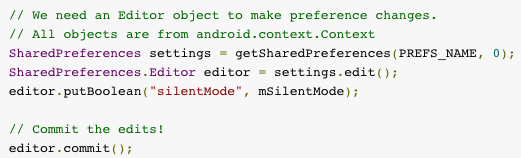 // We need an Editor object to make preference changes.
// All objects are from android.context.Context
SharedPreferences settings = getSharedPreferences(PREFS_NAME, 0);
SharedPreferences.Editor editor = settings.edit();
editor.putBoolean("silentMode", mSilentMode);
// Commit the edits!
editor.commit();